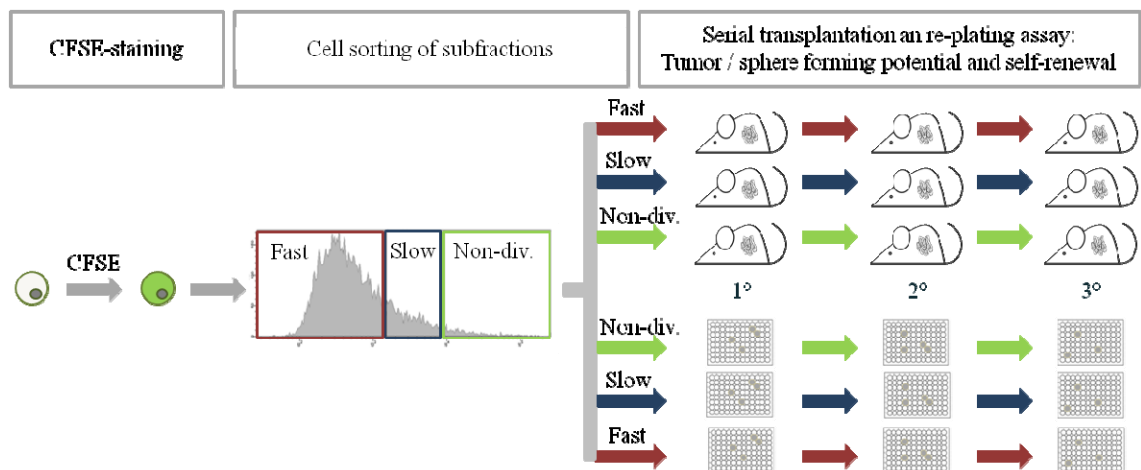 CFSE-staining
Cell sorting of subfractions
Serial transplantation an re-plating assay:
Tumor / sphere forming potential and self-renewal
Fast
Slow
Non-div.
CFSE
Fast
Slow
Non-div.
1°
2°
3°
Non-div.
Slow
Fast